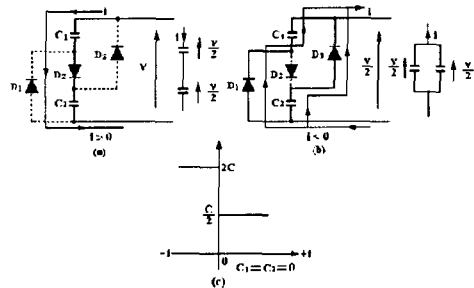 i
C₁
D₁
D₂
D₃
C₂
V
i
v/2
v/2
i > 0
(a)
i
C₁
D₁
D₂
D₃
C₂
v/2
i < 0
(b)
i
v/2
v/2
2C
C/2
-i
0
+i
C₁=C₂=0
(c)